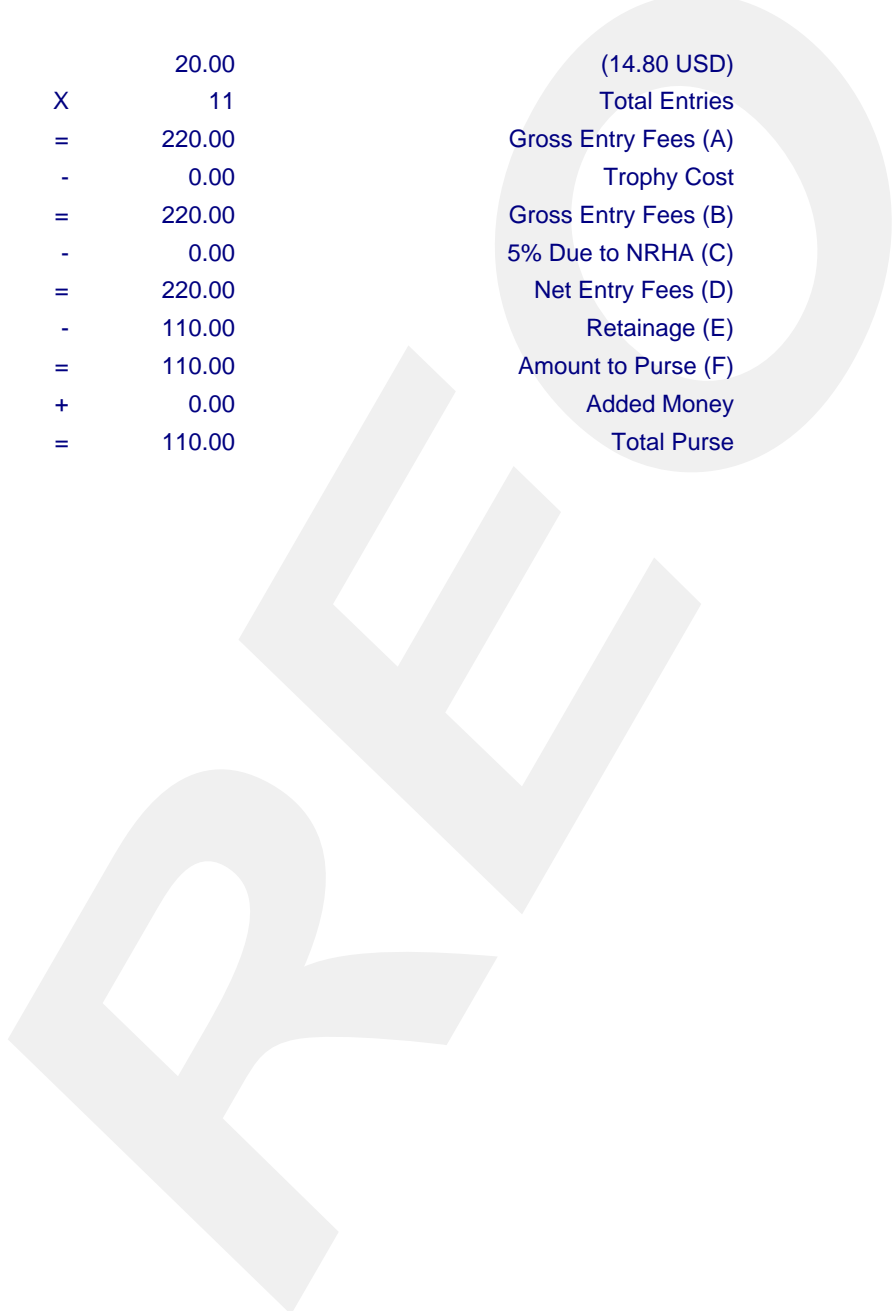 20.00 (14.80 USD)
X 11 Total Entries
= 220.00 Gross Entry Fees (A)
- 0.00 Trophy Cost
= 220.00 Gross Entry Fees (B)
- 0.00 5% Due to NRHA (C)
= 220.00 Net Entry Fees (D)
- 110.00 Retainage (E)
= 110.00 Amount to Purse (F)
+ 0.00 Added Money
= 110.00 Total Purse
REO